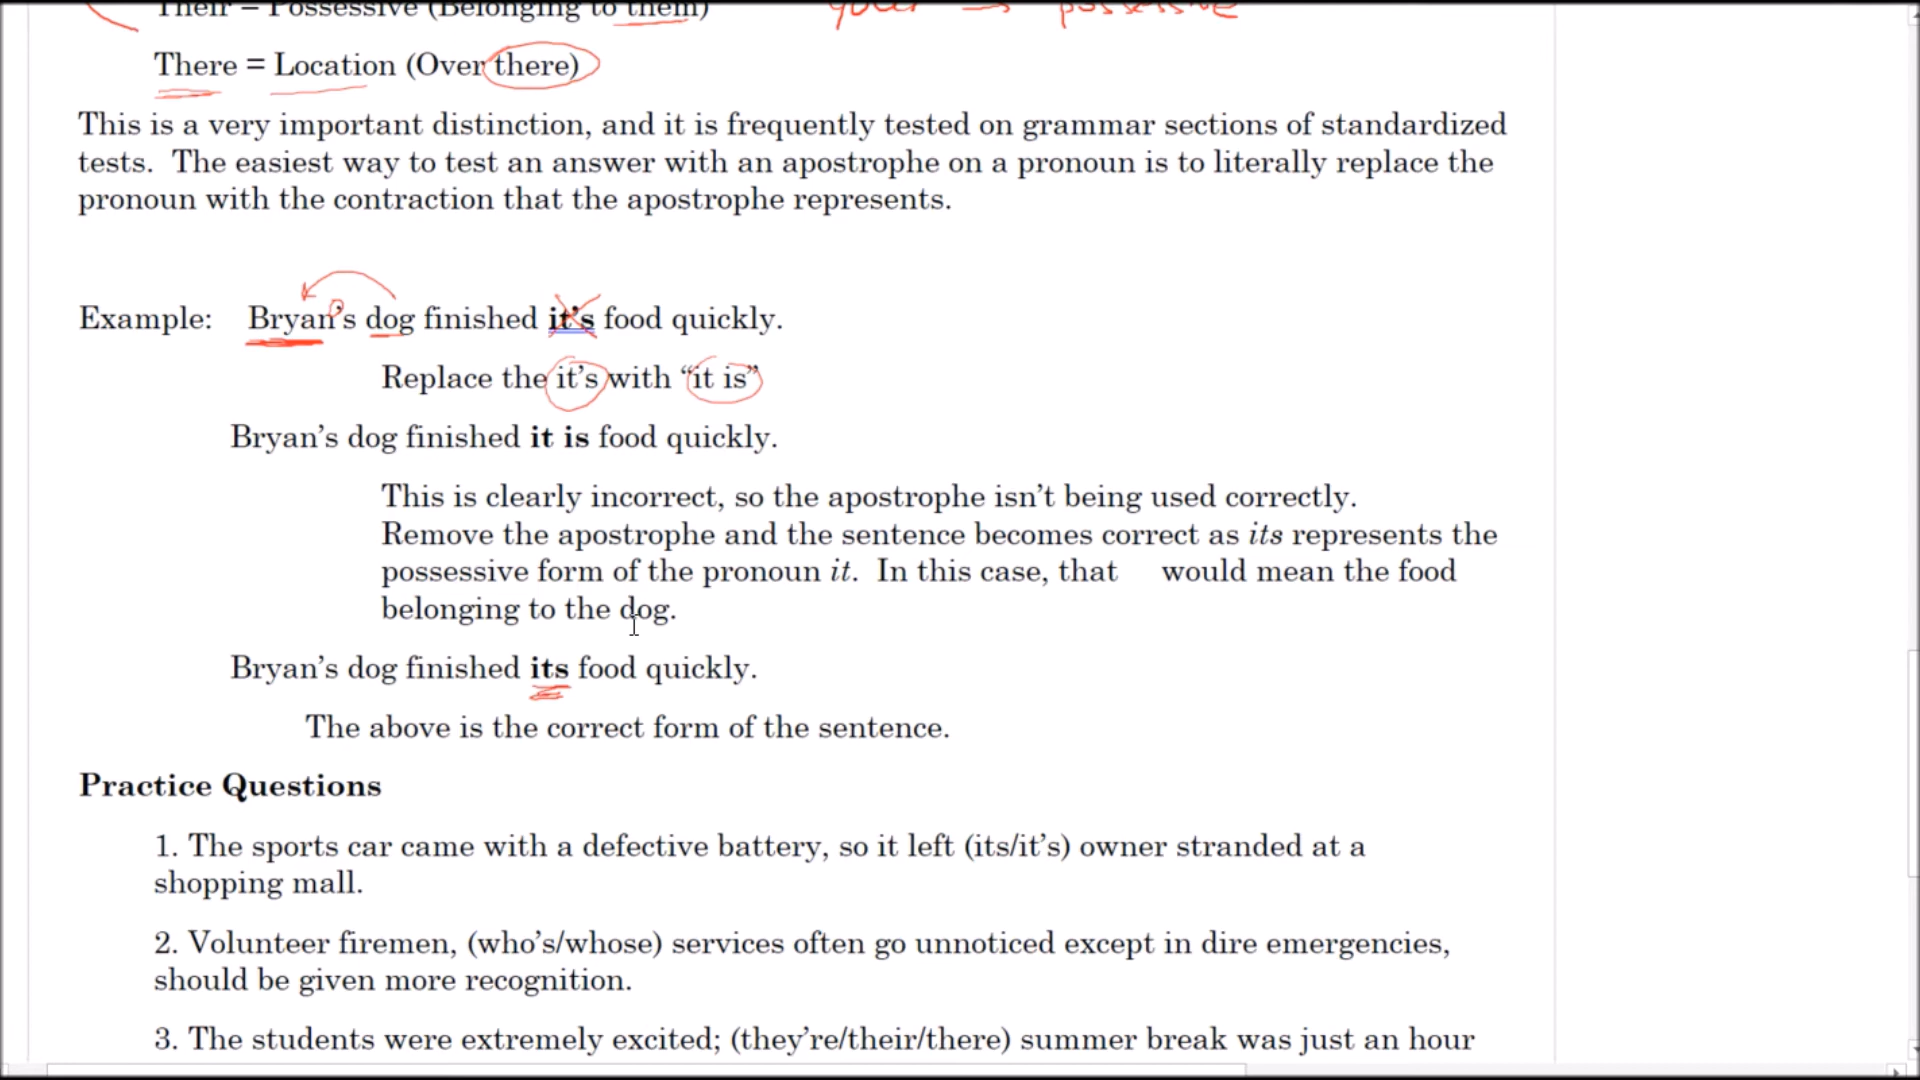 Their = Possessive (Belonging to them) your → possessive
There = Location (Over there)
This is a very important distinction, and it is frequently tested on grammar sections of standardized
tests. The easiest way to test an answer with an apostrophe on a pronoun is to literally replace the
pronoun with the contraction that the apostrophe represents.
Example: Bryan's dog finished it's food quickly.
Replace the it's with “it is”
Bryan's dog finished it is food quickly.
This is clearly incorrect, so the apostrophe isn't being used correctly.
Remove the apostrophe and the sentence becomes correct as its represents the
possessive form of the pronoun it. In this case, that would mean the food
belonging to the dog.
Bryan's dog finished its food quickly.
The above is the correct form of the sentence.
Practice Questions
1. The sports car came with a defective battery, so it left (its/it's) owner stranded at a
shopping mall.
2. Volunteer firemen, (who's/whose) services often go unnoticed except in dire emergencies,
should be given more recognition.
3. The students were extremely excited; (they're/their/there) summer break was just an hour